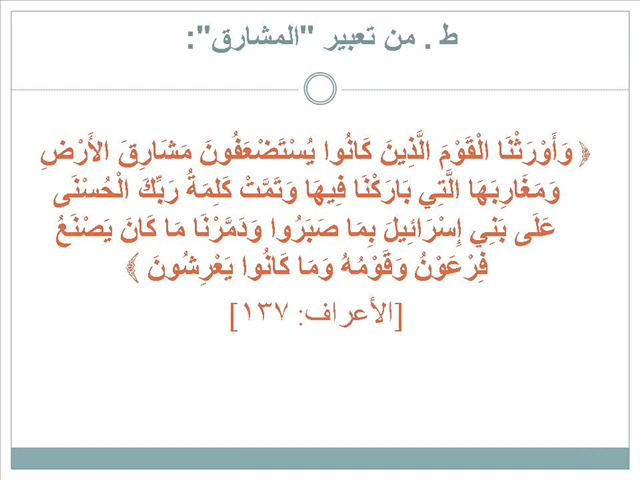 ط . من تعبير "المشارق":
﴿ وَأَوْرَثْنَا الْقَوْمَ الَّذِينَ كَانُوا يُسْتَضْعَفُونَ مَشَارِقَ الأَرْضِ
وَمَغَارِبَهَا الَّتِي بَارَكْنَا فِيهَا وَتَمَّتْ كَلِمَةُ رَبِّكَ الْحُسْنَى
عَلَى بَنِي إِسْرَائِيلَ بِمَا صَبَرُوا وَدَمَّرْنَا مَا كَانَ يَصْنَعُ
فِرْعَوْنُ وَقَوْمُهُ وَمَا كَانُوا يَعْرِشُونَ ﴾
[الأعراف: ١٣٧]